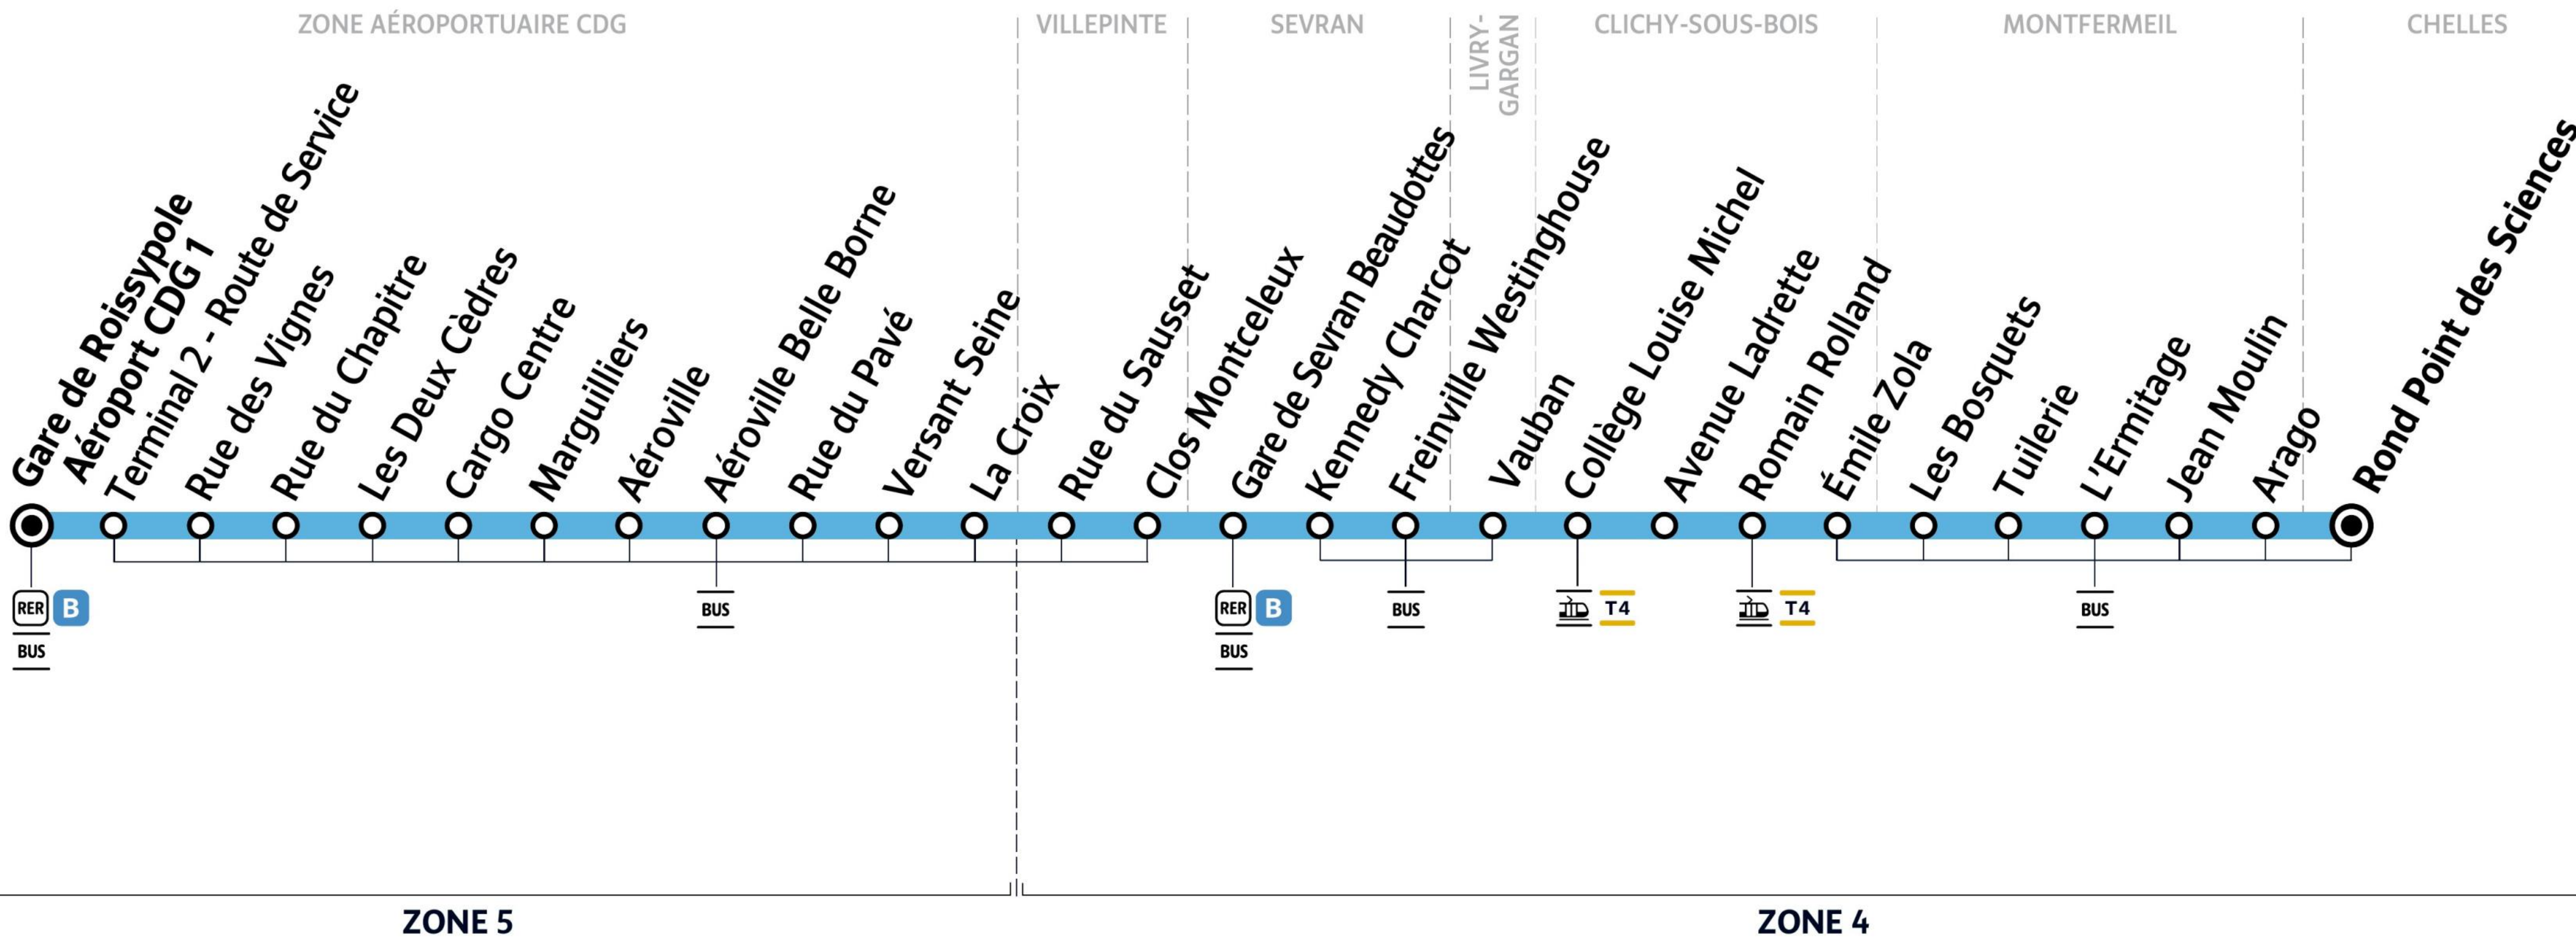 ZONE AÉROPORTUAIRE CDG
VILLEPINTE
SEVRAN
LIVRY-
GARGAN
CLICHY-SOUS-BOIS
MONTFERMEIL
CHELLES
Gare de Roissypole
Aéroport CDG 1
Terminal 2 - Route de Service
Rue des Vignes
Rue du Chapitre
Les Deux Cèdres
Cargo Centre
Marguilliers
Aéroville
Aéroville Belle Borne
Rue du Pavé
Versant Seine
La Croix
Rue du Sausset
Clos Montceleux
Gare de Sevran Beaudottes
Kennedy Charcot
Freinville Westinghouse
Vauban
Collège Louise Michel
Avenue Ladrette
Romain Rolland
Émile Zola
Les Bosquets
Tuilerie
L'Ermitage
Jean Moulin
Arago
Rond Point des Sciences
RER B
BUS
BUS
RER B
BUS
BUS
T4
T4
BUS
ZONE 5
ZONE 4